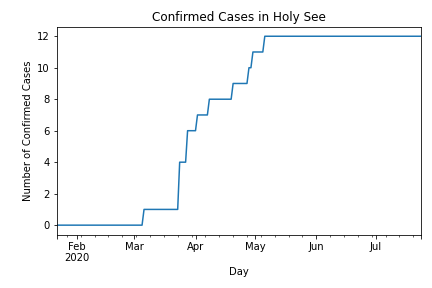 Confirmed Cases in Holy See
Number of Confirmed Cases
12
10
8
6
4
2
0
Feb Mar Apr May Jun Jul
2020
Day